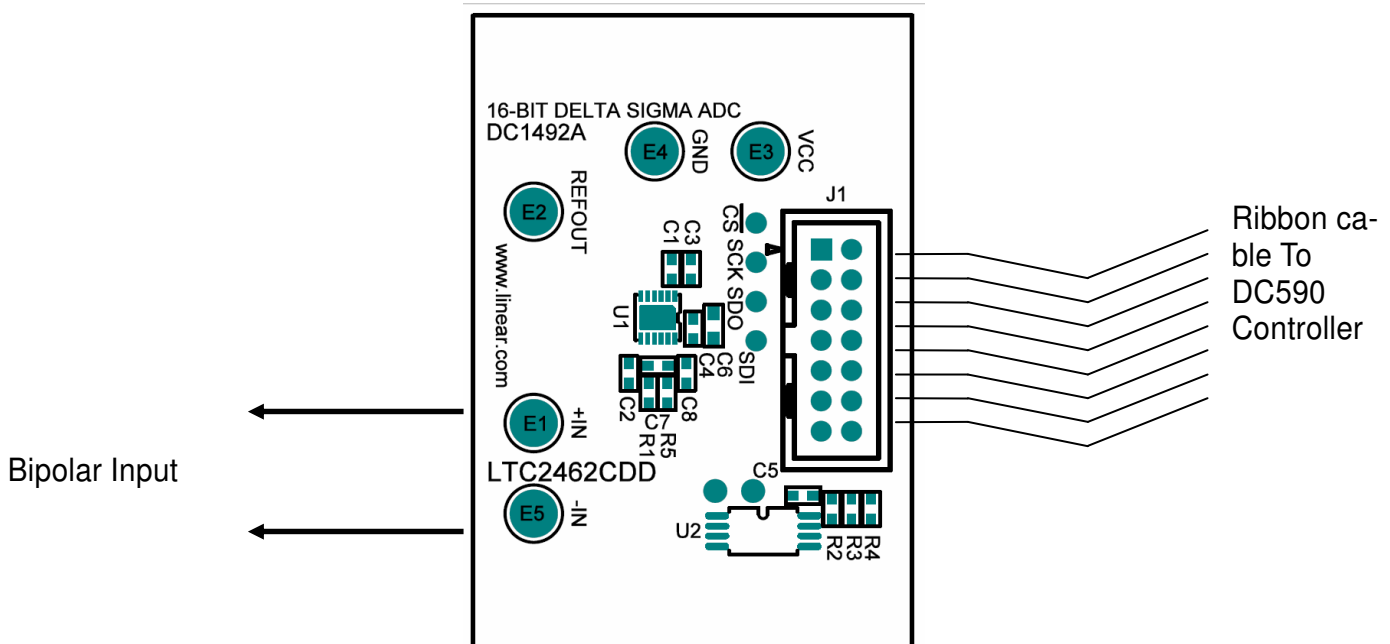 16-BIT DELTA SIGMA ADC
DC1492A
E4
GND
E3
VCC
E2
REFOUT
J1
CS
SCK
SDO
SDI
C1
C3
U1
C4
C6
www.linear.com
C2
C7
C8
R1
R5
E1
+IN
LTC2462CDD
E5
-IN
C5
U2
R2
R3
R4
Bipolar Input
Ribbon ca-
ble To
DC590
Controller